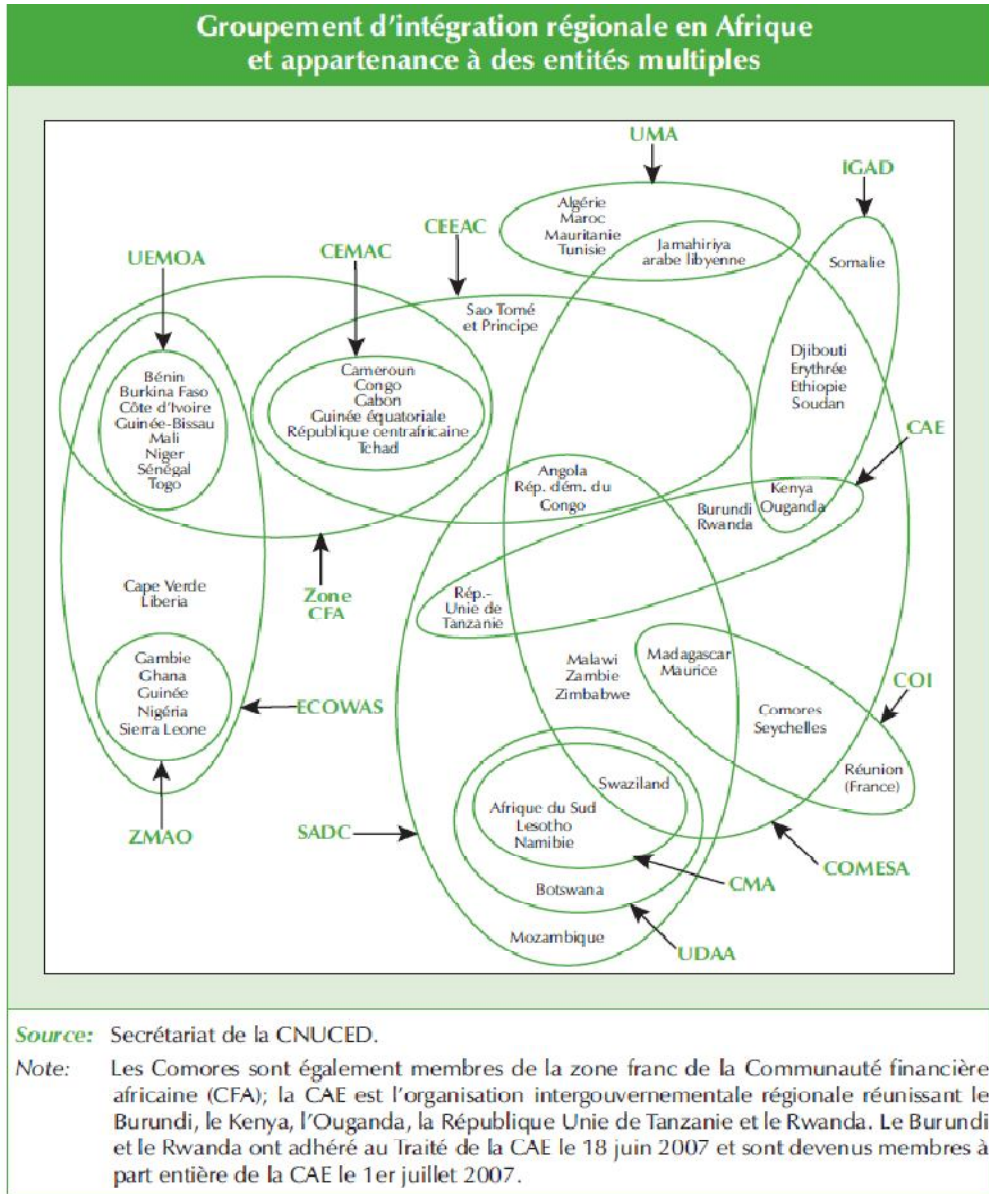 Groupement d'intégration régionale en Afrique
et appartenance à des entités multiples
UMA
IGAD
CEEAC
CEMAC
UEMOA
Algérie
Maroc
Mauritanie
Tunisie
Jamahiriya
arabe libyenne
Somalie
Sao Tomé
et Principe
Djibouti
Erythrée
Ethiopie
Soudan
Bénin
Burkina Faso
Côte d'Ivoire
Guinée-Bissau
Mali
Niger
Sénégal
Togo
Cameroun
Congo
Gabon
Guinée équatoriale
République centrafricaine
Tchad
CAE
Angola
Rép. dém. du
Congo
Kenya
Ouganda
Burundi
Rwanda
Cape Verde
Liberia
Zone
CFA
Rép.-
Unie de
Tanzanie
Gambie
Ghana
Guinée
Nigéria
Sierra Leone
ECOWAS
Malawi
Zambie
Zimbabwe
Madagascar
Maurice
COI
Comores
Seychelles
Réunion
(France)
ZMAO
SADC
Swaziland
Afrique du Sud
Lesotho
Namibie
COMESA
CMA
Botswana
Mozambique
UDAA
Source: Secrétariat de la CNUCED.
Note: Les Comores sont également membres de la zone franc de la Communauté financière
africaine (CFA); la CAE est l'organisation intergouvernementale régionale réunissant le
Burundi, le Kenya, l'Ouganda, la République Unie de Tanzanie et le Rwanda. Le Burundi
et le Rwanda ont adhéré au Traité de la CAE le 18 juin 2007 et sont devenus membres à
part entière de la CAE le 1er juillet 2007.